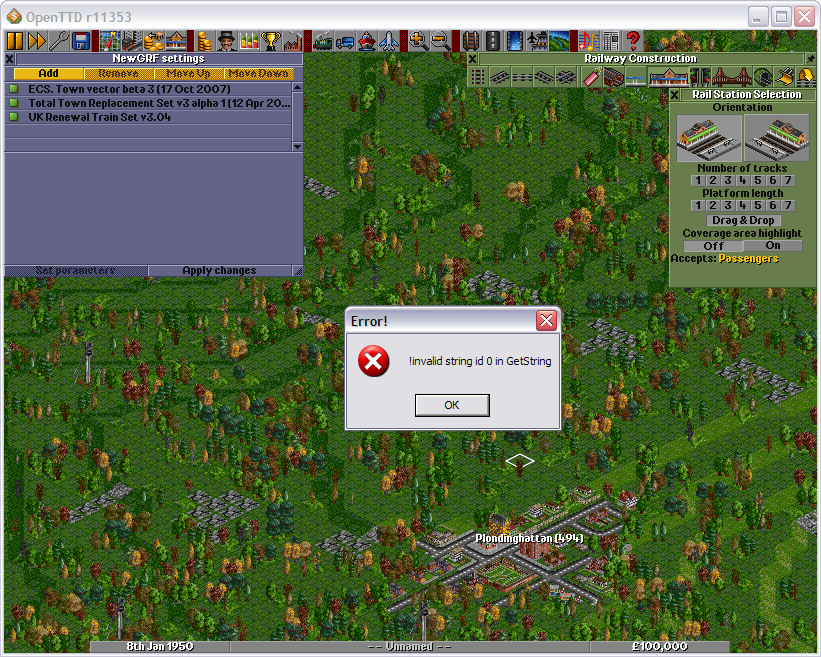 OpenTTD r11353
NewGRF settings
Add Remove Move Up Move Down
ECS. Town vector beta 3 (17 Oct 2007)
Total Town Replacement Set v3 alpha 1 (12 Apr 20...
UK Renewal Train Set v3.04
Set parameters Apply changes
Railway Construction
Rail Station Selection
Orientation
Number of tracks
1 2 3 4 5 6 7
Platform length
1 2 3 4 5 6 7
Drag & Drop
Coverage area highlight
Off On
Accepts: Passengers
Error!
!invalid string id 0 in GetString
OK
Plondinghattan (494)
8th Jan 1950 -- Unnamed -- £100,000